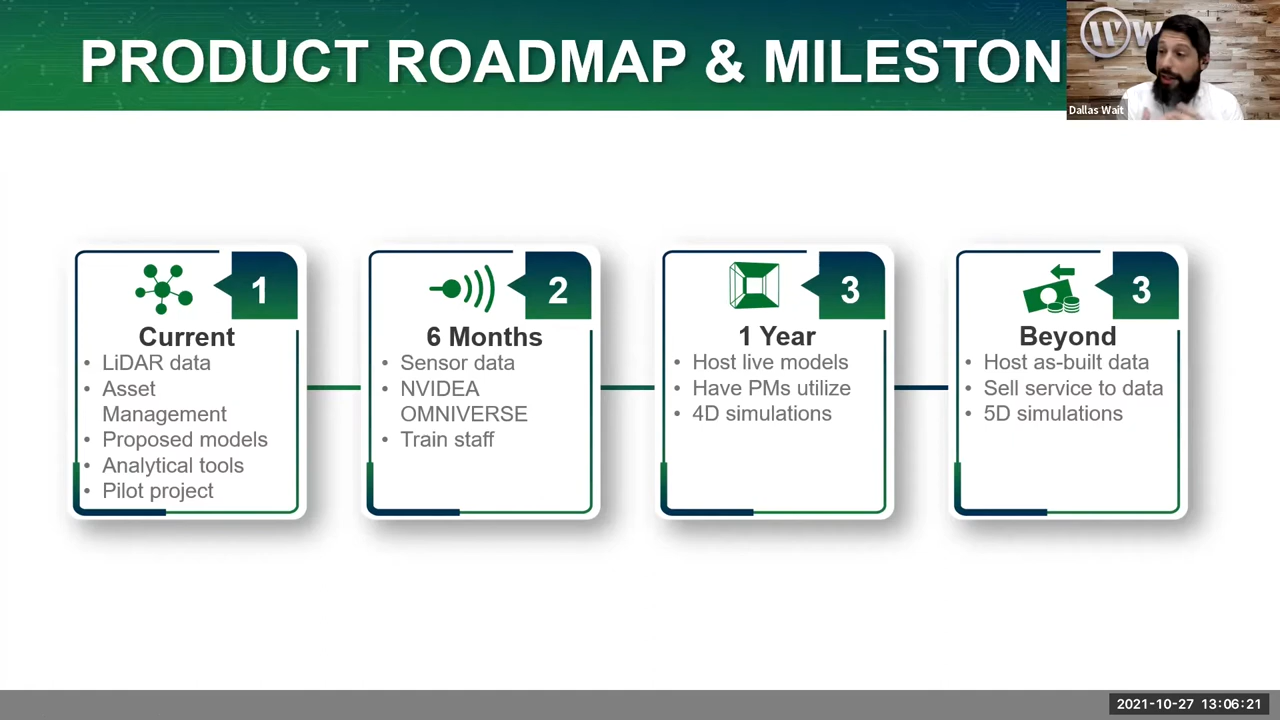 PRODUCT ROADMAP & MILESTON
W
Dallas Wait
1
Current
• LiDAR data
• Asset
Management
• Proposed models
• Analytical tools
• Pilot project
2
6 Months
• Sensor data
• NVIDEA
OMNIVERSE
• Train staff
3
1 Year
• Host live models
• Have PMs utilize
• 4D simulations
3
Beyond
• Host as-built data
• Sell service to data
• 5D simulations
2021-10-27 13:06:21